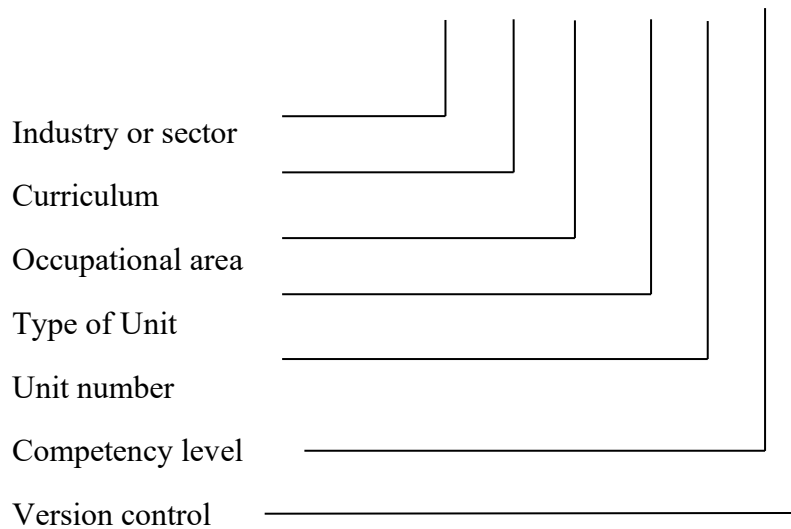 Industry or sector
Curriculum
Occupational area
Type of Unit
Unit number
Competency level
Version control